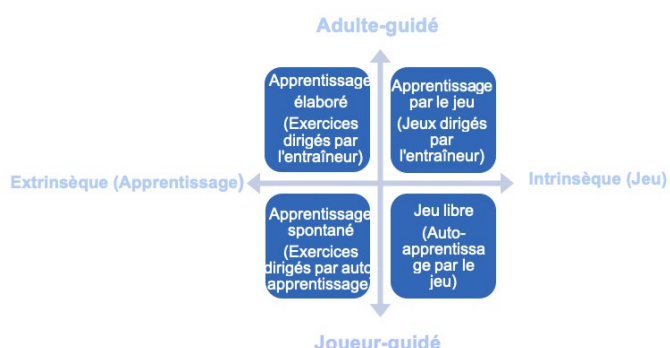 Adulte-guidé
Apprentissage
élaboré
(Exercices
dirigés par
l'entraîneur)
Apprentissage
par le jeu
(Jeux dirigés
par
l'entraîneur)
Extrinsèque (Apprentissage)
Intrinsèque (Jeu)
Apprentissage
spontané
(Exercices
dirigés par auto
apprentissage)
Jeu libre
(Auto-
apprentissa
ge par le
jeu)
Joueur-guidé